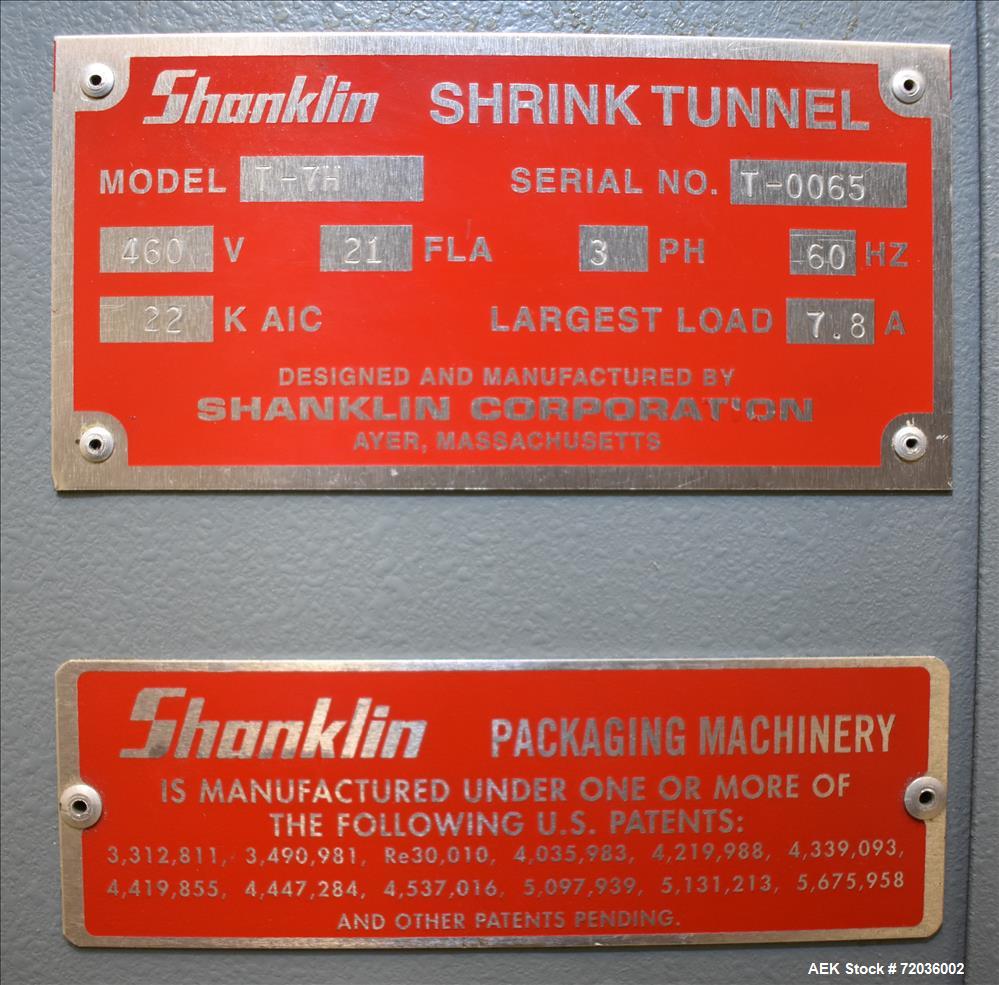 Shanklin SHRINK TUNNEL
MODEL T-7H SERIAL NO. T-0065
460 V 21 FLA 3 PH 60 HZ
22 K AIC LARGEST LOAD 7.8 A
DESIGNED AND MANUFACTURED BY
SHANKLIN CORPORAT'ON
AYER, MASSACHUSETTS
Shanklin PACKAGING MACHINERY
IS MANUFACTURED UNDER ONE OR MORE OF
THE FOLLOWING U.S. PATENTS:
3,312,811, 3,490,981, Re30,010, 4,035,983, 4,219,988, 4,339,093,
4,419,855, 4,447,284, 4,537,016, 5,097,939, 5,131,213, 5,675,958
AND OTHER PATENTS PENDING.
AEK Stock # 72036002